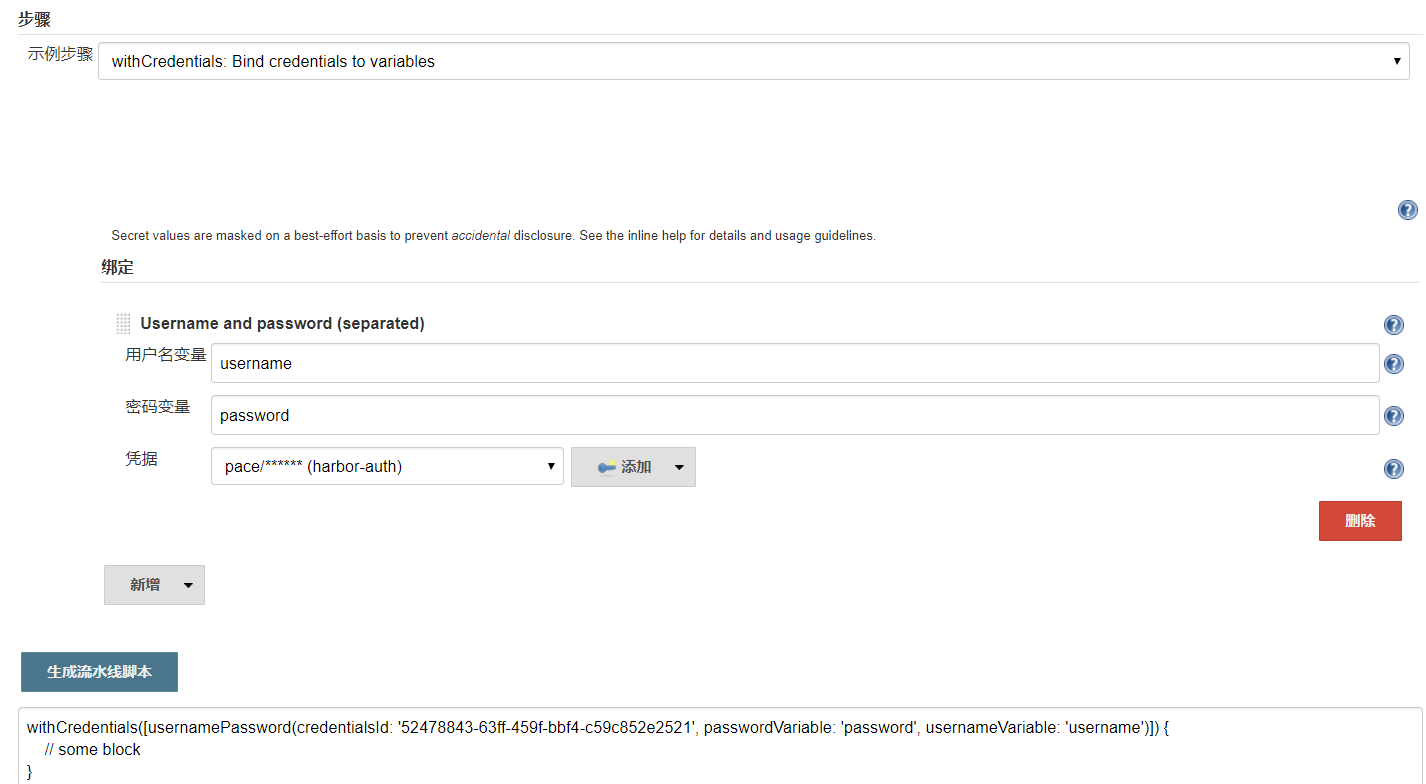 步骤
示例步骤 withCredentials: Bind credentials to variables
Secret values are masked on a best-effort basis to prevent accidental disclosure. See the inline help for details and usage guidelines.
绑定
Username and password (separated)
用户名变量 username
密码变量 password
凭据 pace/****** (harbor-auth) 添加
删除
新增
生成流水线脚本
withCredentials([usernamePassword(credentialsId: '52478843-63ff-459f-bbf4-c59c852e2521', passwordVariable: 'password', usernameVariable: 'username')]) {
// some block
}